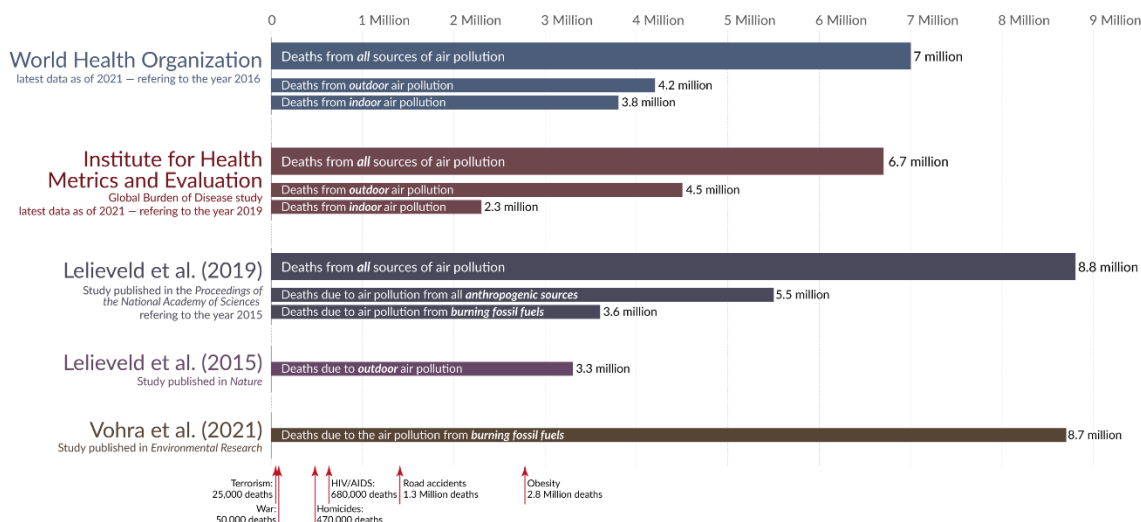 0 1 Million 2 Million 3 Million 4 Million 5 Million 6 Million 7 Million 8 Million 9 Million
World Health Organization
latest data as of 2021 — refering to the year 2016
Deaths from all sources of air pollution 7 million
Deaths from outdoor air pollution 4.2 million
Deaths from indoor air pollution 3.8 million
Institute for Health
Metrics and Evaluation
Global Burden of Disease study
latest data as of 2021 — refering to the year 2019
Deaths from all sources of air pollution 6.7 million
Deaths from outdoor air pollution 4.5 million
Deaths from indoor air pollution 2.3 million
Lelieveld et al. (2019)
Study published in the Proceedings of
the National Academy of Sciences
refering to the year 2015
Deaths from all sources of air pollution 8.8 million
Deaths due to air pollution from all anthropogenic sources 5.5 million
Deaths due to air pollution from burning fossil fuels 3.6 million
Lelieveld et al. (2015)
Study published in Nature
Deaths due to outdoor air pollution 3.3 million
Vohra et al. (2021)
Study published in Environmental Research
Deaths due to the air pollution from burning fossil fuels 8.7 million
Terrorism:
25,000 deaths
War:
50,000 deaths
Homicides:
470,000 deaths
HIV/AIDS:
680,000 deaths
Road accidents
1.3 Million deaths
Obesity
2.8 Million deaths